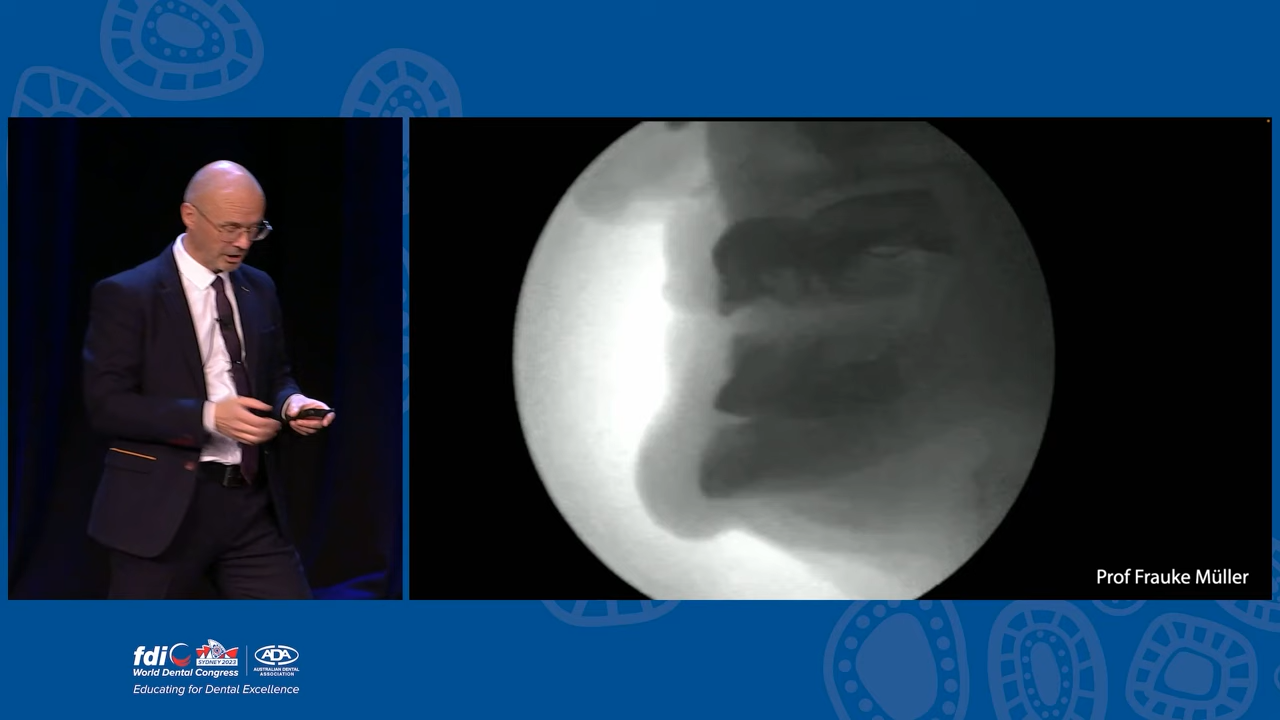 Prof Frauke Müller
fdi
SYDNEY 2023
World Dental Congress
ADA
AUSTRALIAN DENTAL
ASSOCIATION
Educating for Dental Excellence